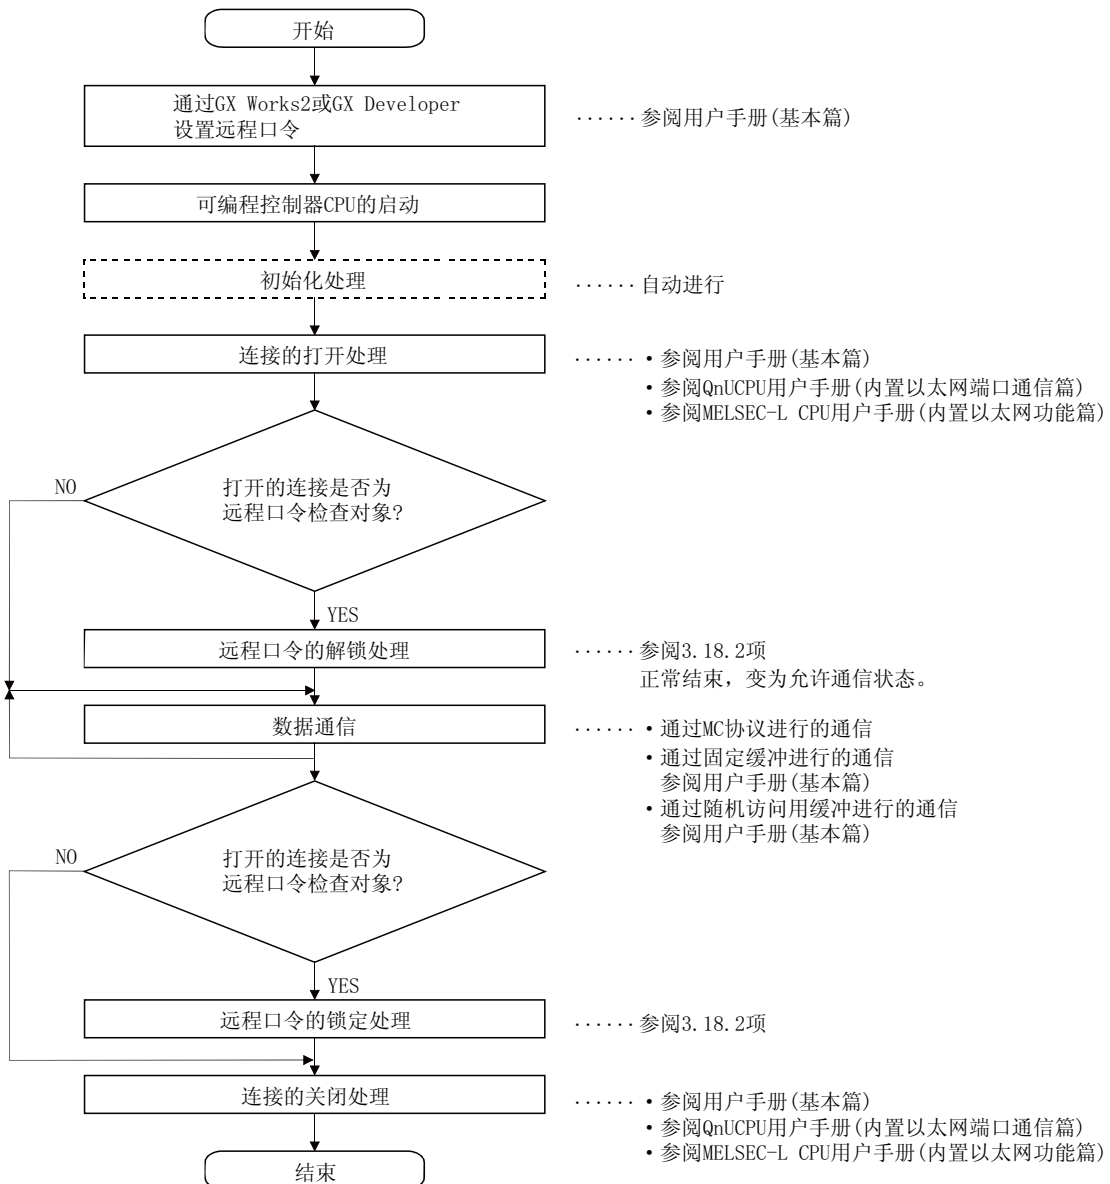 开始
通过GX Works2或GX Developer
设置远程口令
······参阅用户手册(基本篇)
可编程控制器CPU的启动
初始化处理
······自动进行
连接的打开处理
······•参阅用户手册(基本篇)
•参阅QnUCPU用户手册(内置以太网端口通信篇)
•参阅MELSEC-L CPU用户手册(内置以太网功能篇)
NO
打开的连接是否为
远程口令检查对象?
YES
远程口令的解锁处理
······参阅3.18.2项
正常结束，变为允许通信状态。
数据通信
······•通过MC协议进行的通信
•通过固定缓冲进行的通信
参阅用户手册(基本篇)
•通过随机访问用缓冲进行的通信
参阅用户手册(基本篇)
NO
打开的连接是否为
远程口令检查对象?
YES
远程口令的锁定处理
······参阅3.18.2项
连接的关闭处理
······•参阅用户手册(基本篇)
•参阅QnUCPU用户手册(内置以太网端口通信篇)
•参阅MELSEC-L CPU用户手册(内置以太网功能篇)
结束